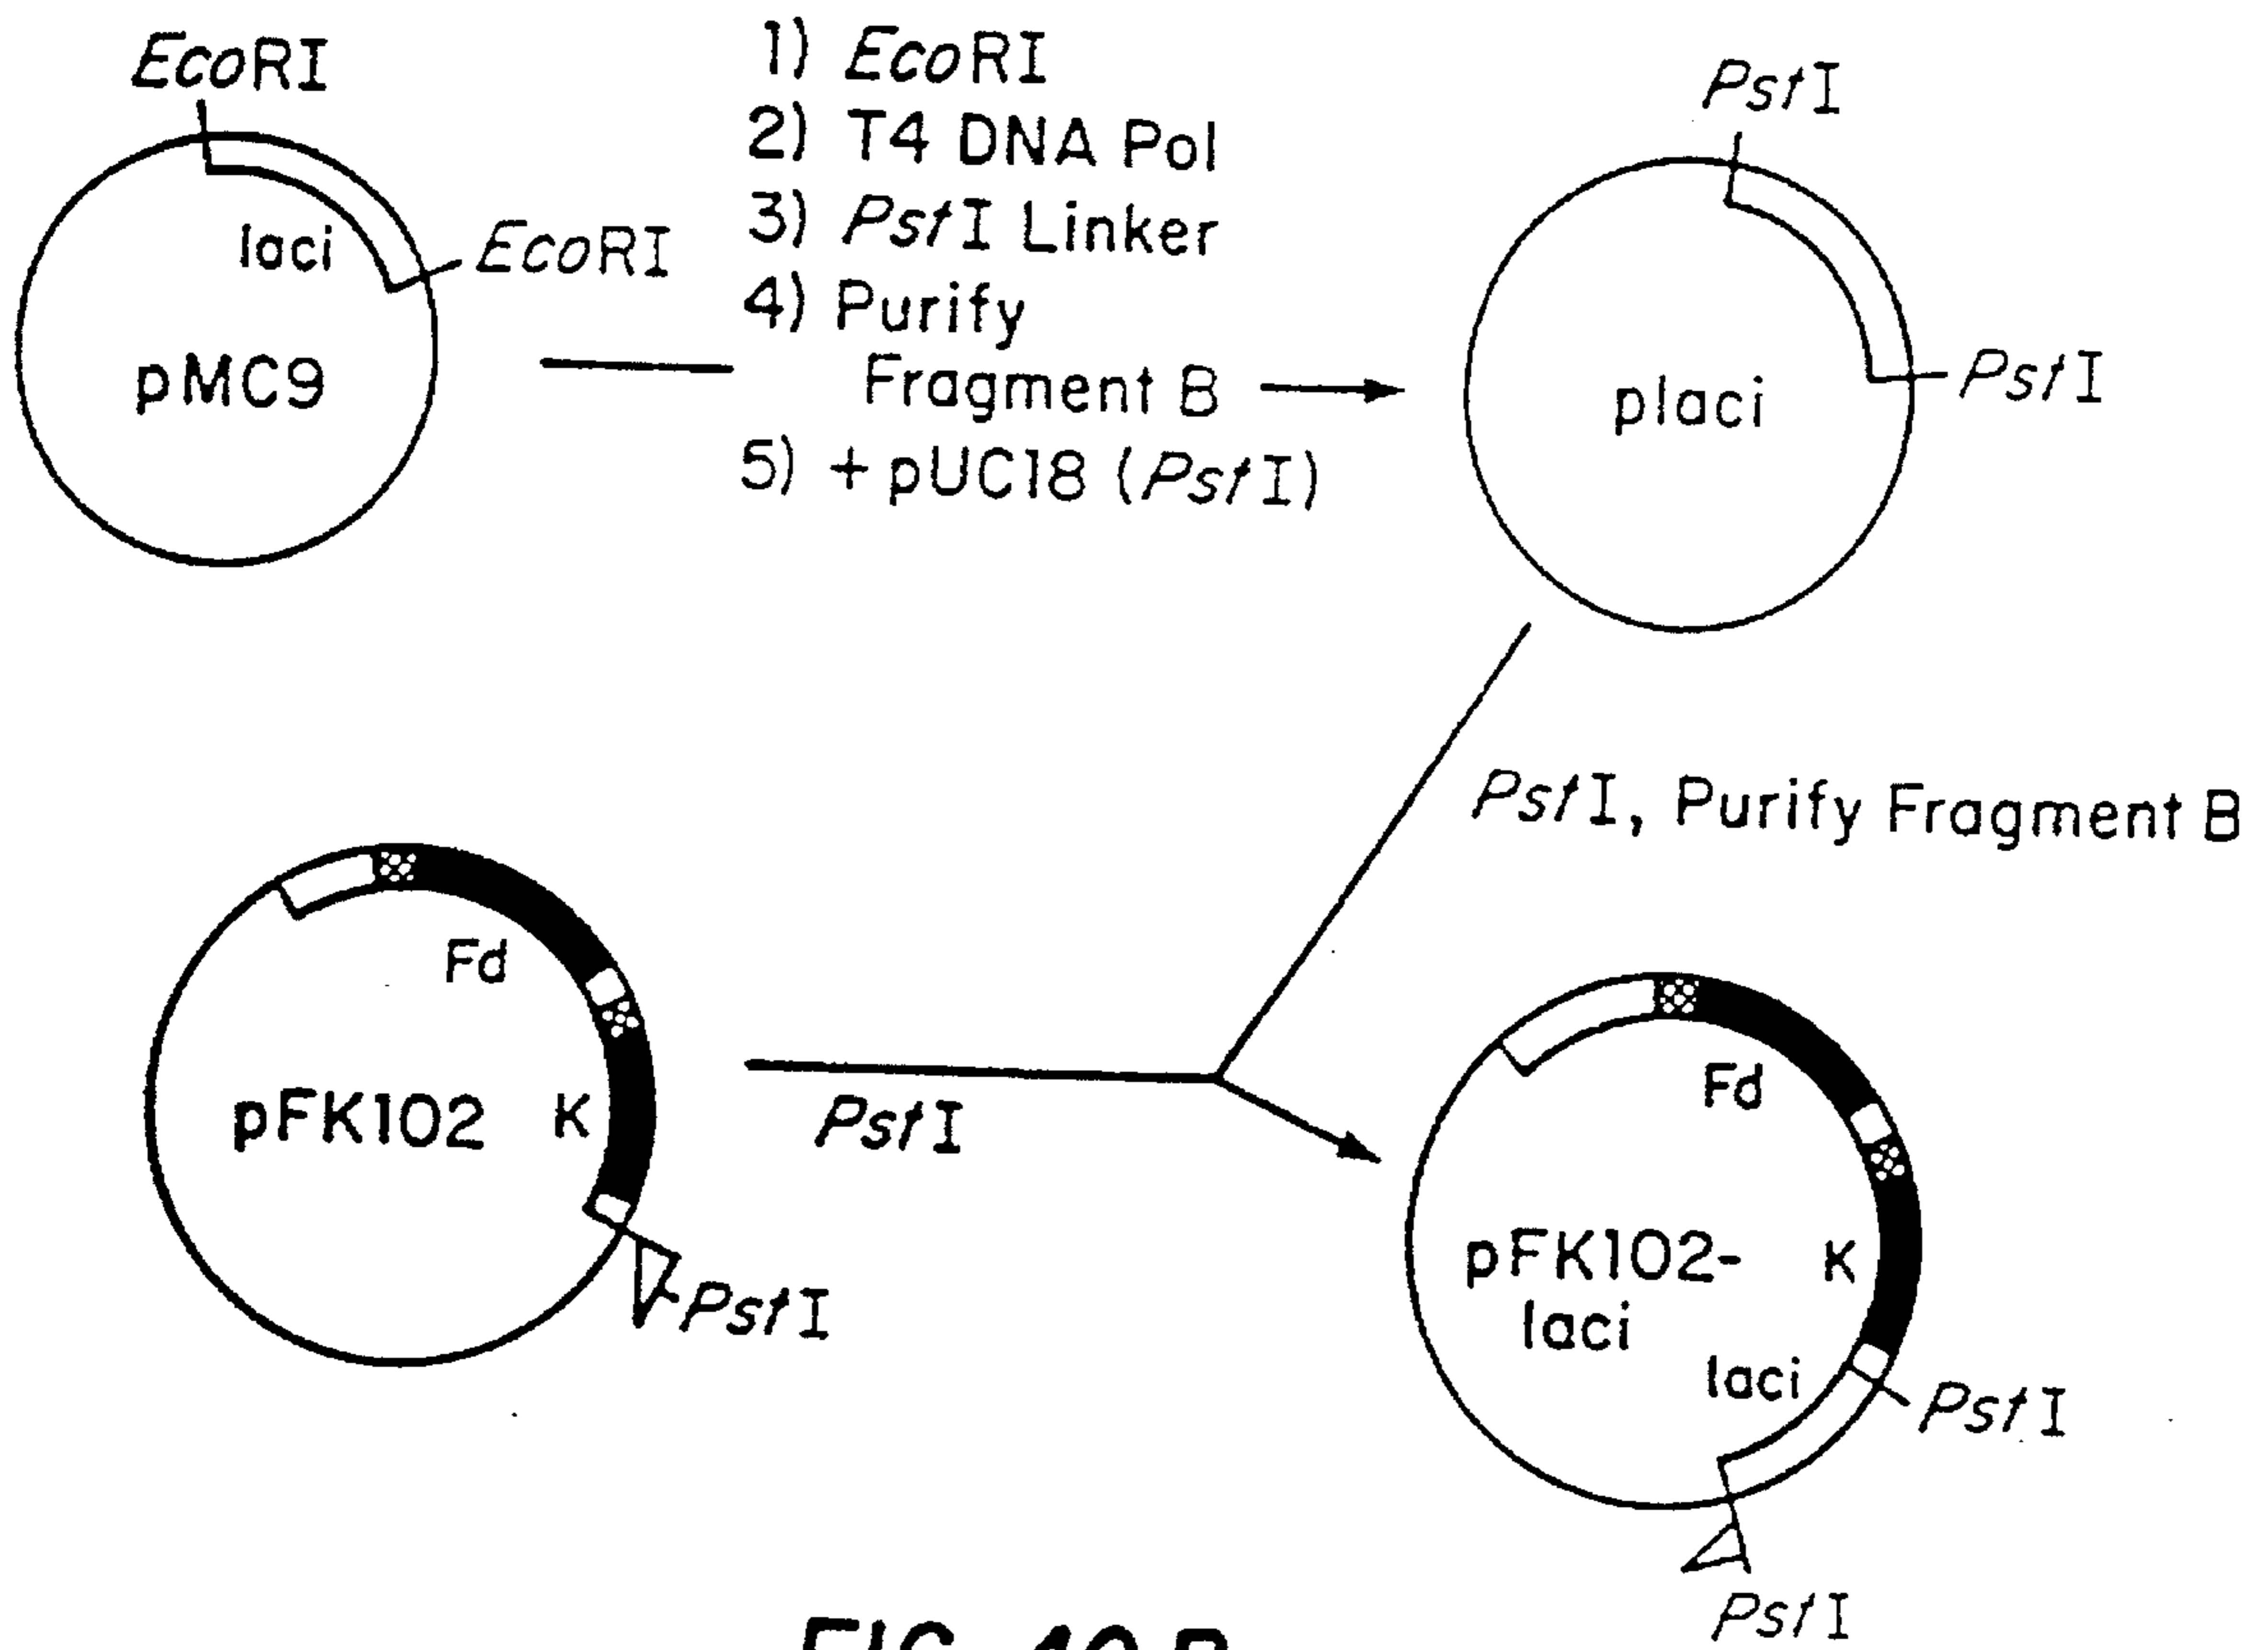 EcoRI
laci
EcoRI
pMC9
1) EcoRI
2) T4 DNA Pol
3) PstI Linker
4) Purify
Fragment B
5) +pUC18 (PstI)
PstI
PstI
placi
PstI, Purify Fragment B
Fd
pFK102
K
PstI
PstI
Fd
pFK102-
laci
K
laci
PstI
PstI